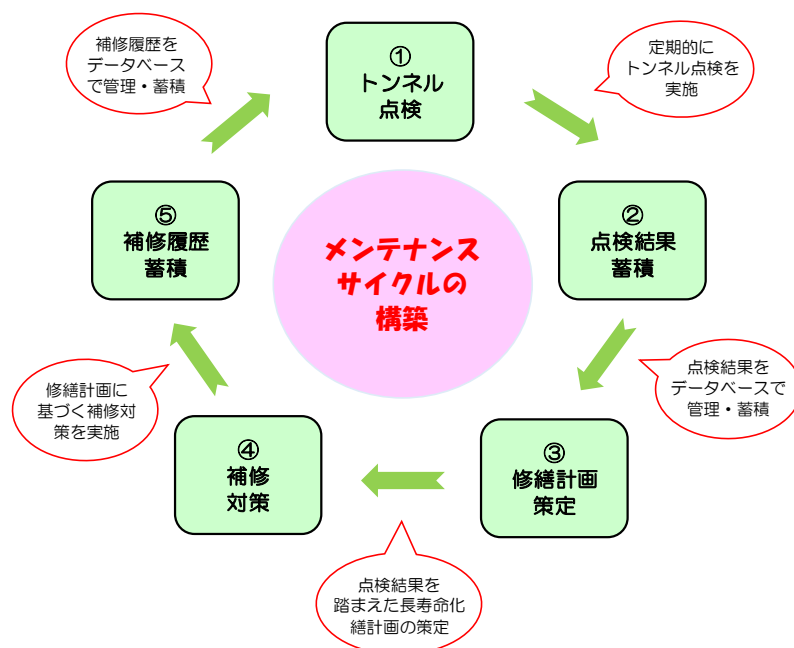 ①
トンネル
点検
定期的に
トンネル点検を
実施
②
点検結果
蓄積
点検結果を
データベースで
管理・蓄積
③
修繕計画
策定
点検結果を
踏まえた長寿命化
繕計画の策定
④
補修
対策
修繕計画に
基づく補修対
策を実施
⑤
補修履歴
蓄積
補修履歴を
データベース
で管理・蓄積
メンテナンス
サイクルの
構築